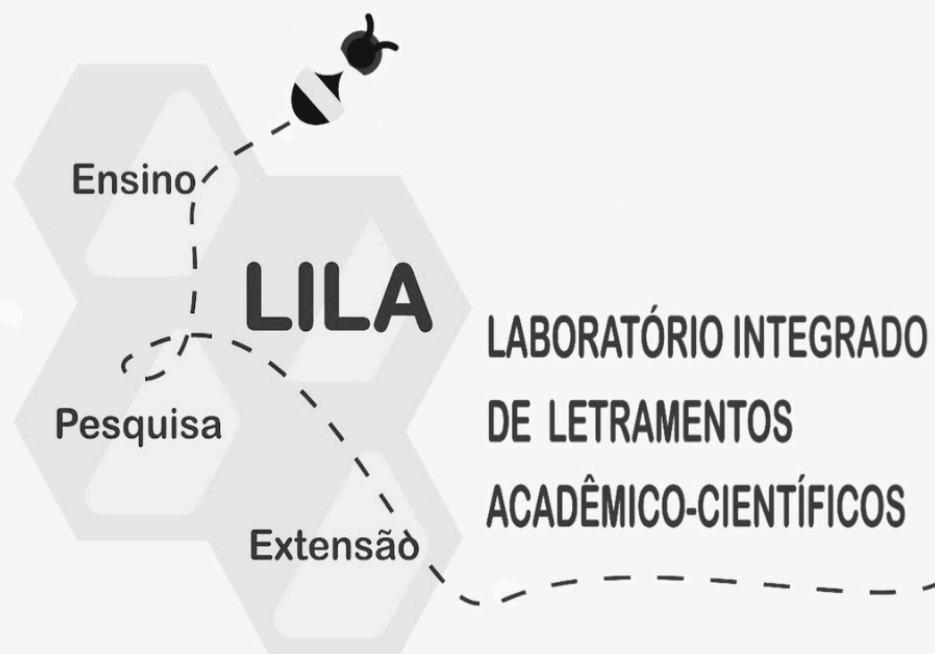 Ensino
LILA
Pesquisa
Extensão
LABORATÓRIO INTEGRADO
DE LETRAMENTOS
ACADÊMICO-CIENTÍFICOS